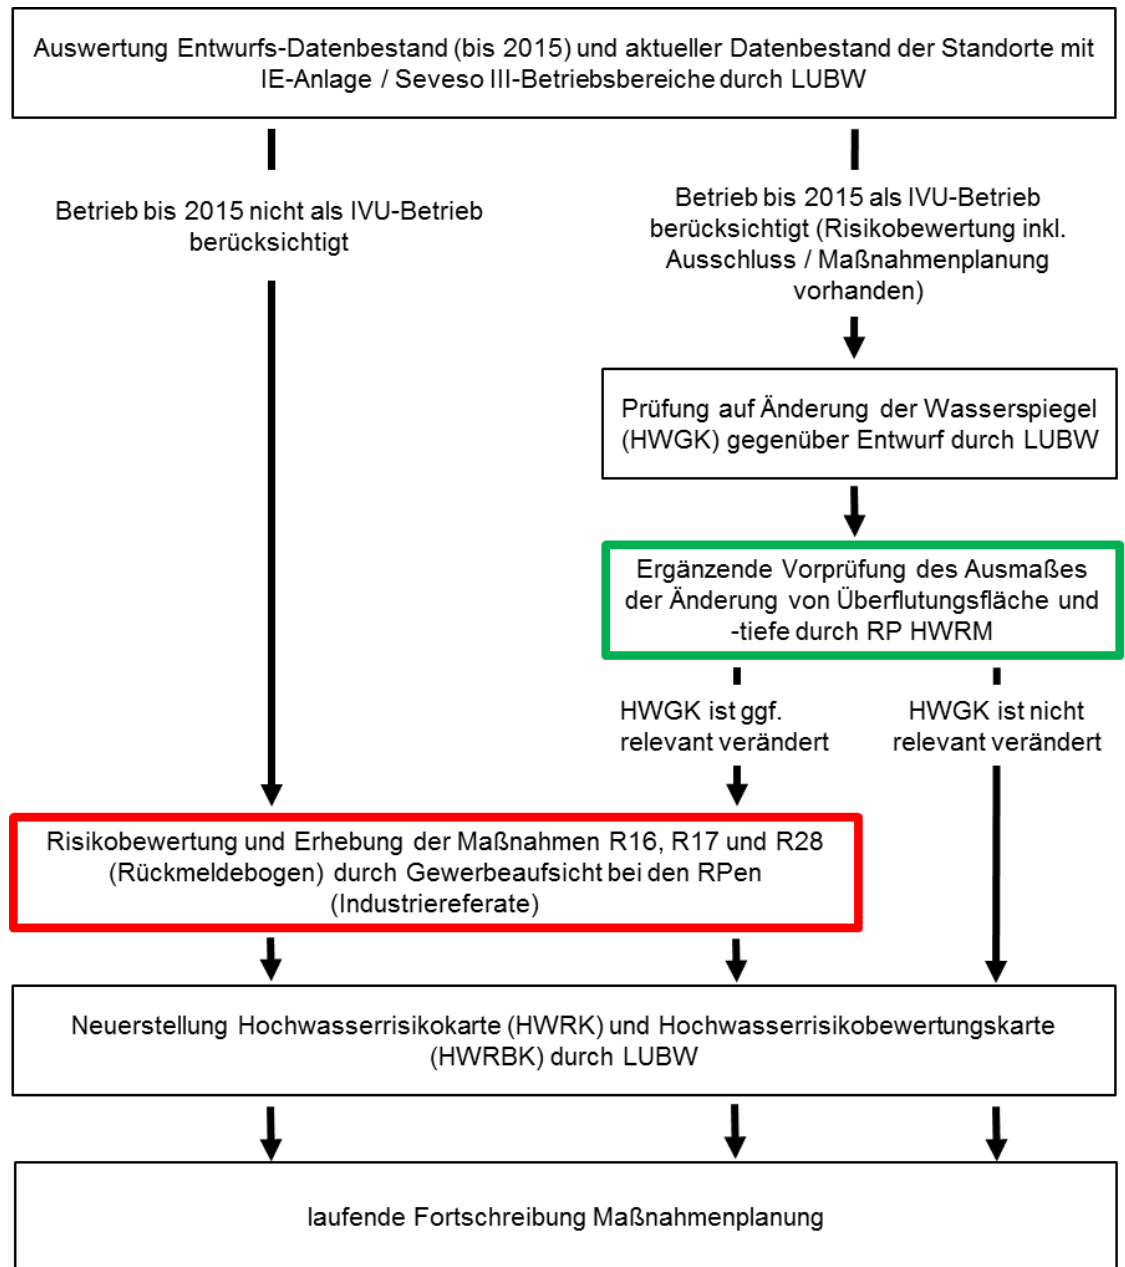 Auswertung Entwurfs-Datenbestand (bis 2015) und aktueller Datenbestand der Standorte mit
IE-Anlage / Seveso III-Betriebsbereiche durch LUBW
Betrieb bis 2015 nicht als IVU-Betrieb
berücksichtigt
Betrieb bis 2015 als IVU-Betrieb
berücksichtigt (Risikobewertung inkl.
Ausschluss / Maßnahmenplanung
vorhanden)
Prüfung auf Änderung der Wasserspiegel
(HWGK) gegenüber Entwurf durch LUBW
Ergänzende Vorprüfung des Ausmaßes
der Änderung von Überflutungsfläche und
-tiefe durch RP HWRM
HWGK ist ggf.
relevant verändert
HWGK ist nicht
relevant verändert
Risikobewertung und Erhebung der Maßnahmen R16, R17 und R28
(Rückmeldebogen) durch Gewerbeaufsicht bei den RPen
(Industriereferate)
Neuerstellung Hochwasserrisikokarte (HWRK) und Hochwasserrisikobewertungskarte
(HWRBK) durch LUBW
laufende Fortschreibung Maßnahmenplanung